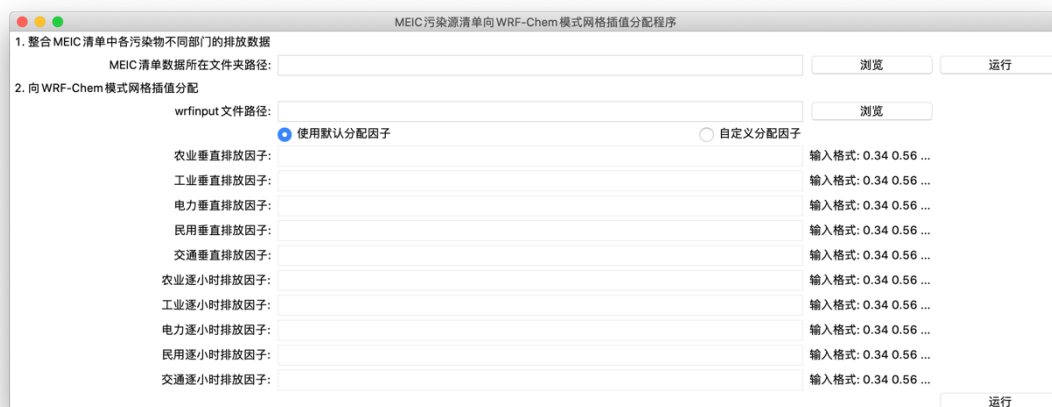 MEIC污染源清单向WRF-Chem模式网格插值分配程序
1. 整合MEIC清单中各污染物不同部门的排放数据
MEIC清单数据所在文件夹路径: 浏览 运行
2. 向WRF-Chem模式网格插值分配
wrfinput文件路径: 浏览
使用默认分配因子 自定义分配因子
农业垂直排放因子: 输入格式: 0.34 0.56 ...
工业垂直排放因子: 输入格式: 0.34 0.56 ...
电力垂直排放因子: 输入格式: 0.34 0.56 ...
民用垂直排放因子: 输入格式: 0.34 0.56 ...
交通垂直排放因子: 输入格式: 0.34 0.56 ...
农业逐小时排放因子: 输入格式: 0.34 0.56 ...
工业逐小时排放因子: 输入格式: 0.34 0.56 ...
电力逐小时排放因子: 输入格式: 0.34 0.56 ...
民用逐小时排放因子: 输入格式: 0.34 0.56 ...
交通逐小时排放因子: 输入格式: 0.34 0.56 ...
运行